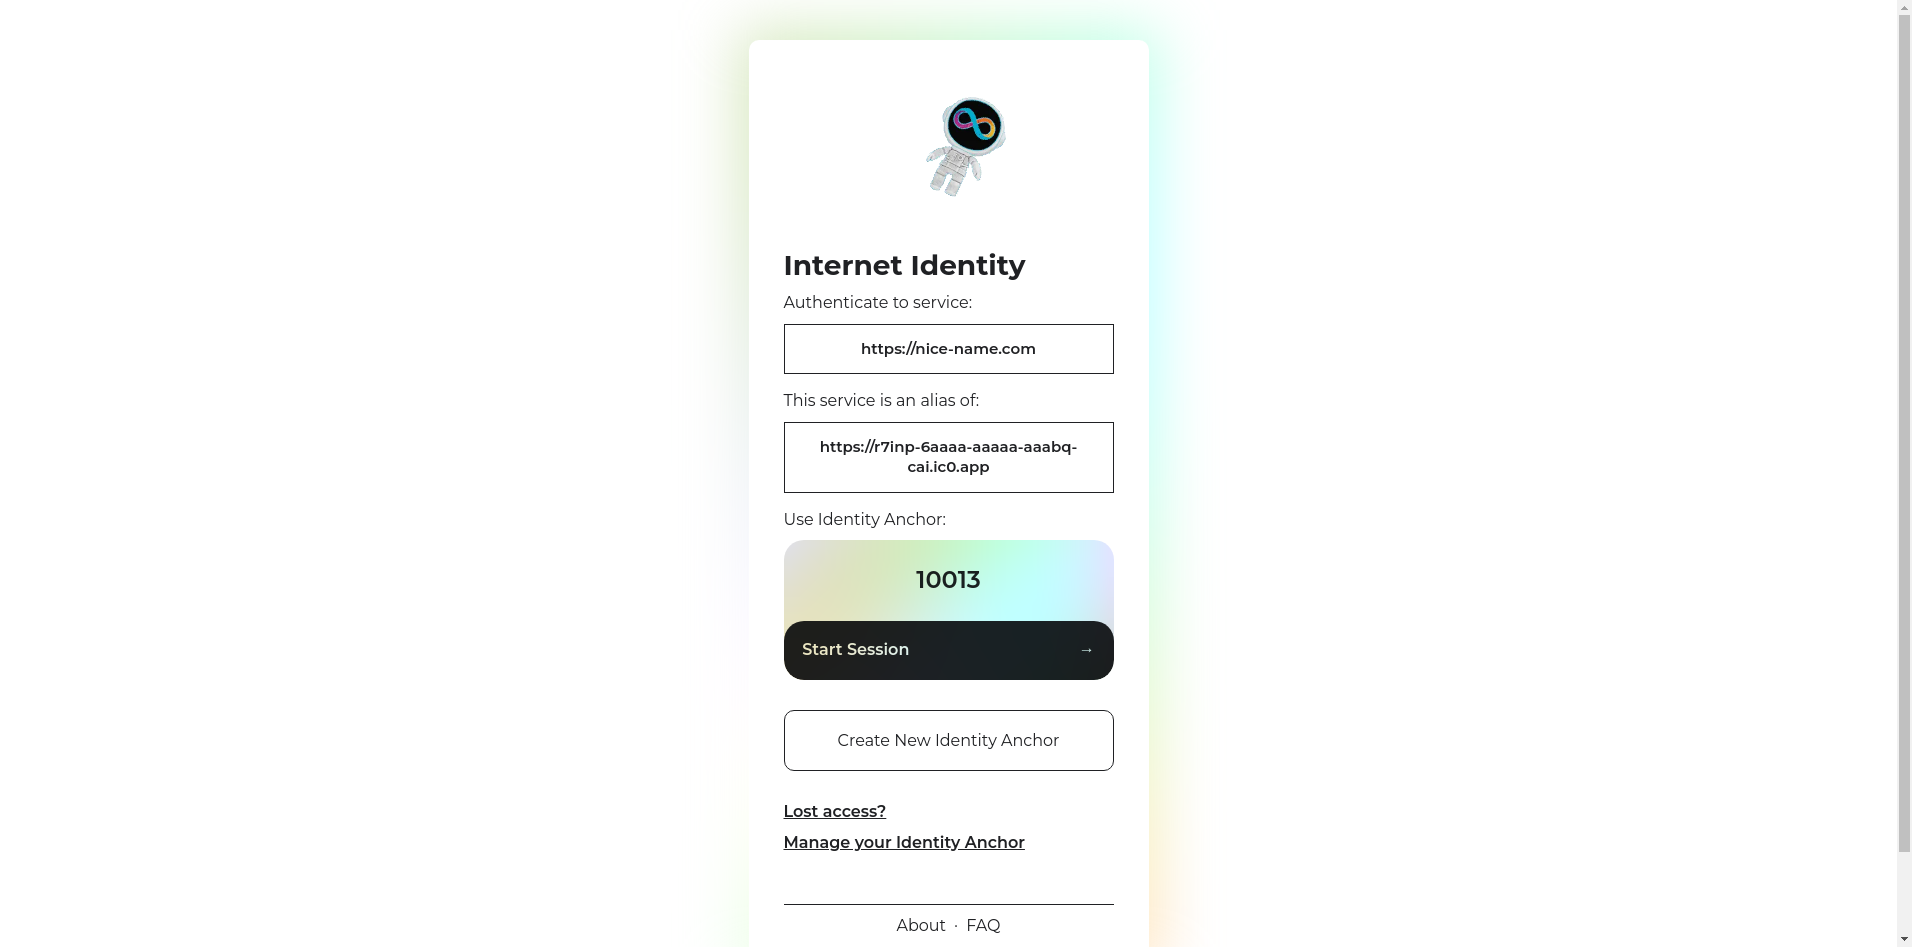 Internet Identity
Authenticate to service:
https://nice-name.com
This service is an alias of:
https://r7inp-6aaaa-aaaaa-aaabq-
cai.ic0.app
Use Identity Anchor:
10013
Start Session →
Create New Identity Anchor
Lost access?
Manage your Identity Anchor
About · FAQ